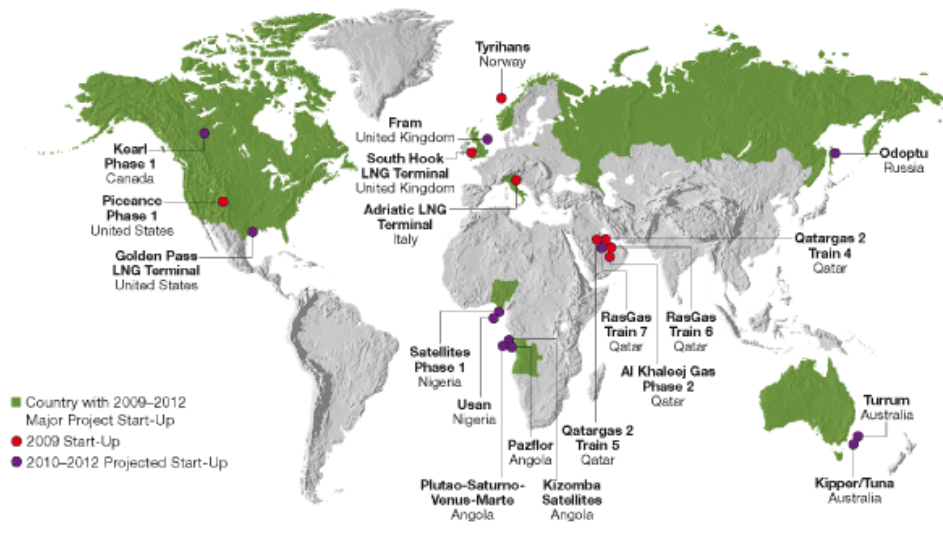 Tyrihans
Norway
Fram
United Kingdom
South Hook
LNG Terminal
United Kingdom
Adriatic LNG
Terminal
Italy
Kearl
Phase 1
Canada
Piceance
Phase 1
United States
Golden Pass
LNG Terminal
United States
Odoptu
Russia
Qatargas 2
Train 4
Qatar
RasGas
Train 7
Qatar
RasGas
Train 6
Qatar
Al Khaleej Gas
Phase 2
Qatar
Satellites
Phase 1
Nigeria
Usan
Nigeria
Pazflor
Angola
Qatargas 2
Train 5
Qatar
Plutao-Saturno-
Venus-Marte
Angola
Kizomba
Satellites
Angola
Turrum
Australia
Kipper/Tuna
Australia
Country with 2009–2012
Major Project Start-Up
2009 Start-Up
2010–2012 Projected Start-Up